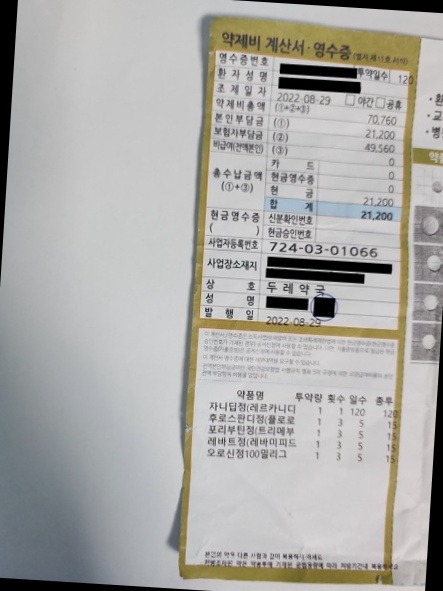 약제비 계산서·영수증 (별지 제11호 서식)
영수증번호
환 자 성 명 투약일수 120
조 제 일 자 2022-08-29 □야간 □공휴
약제비총액 (①+②+③) 70,760
본인부담금 (①) 21,200
보험자부담금 (②) 49,560
비급여(전액본인) (③) 0
총수납금액 (①+③) 카 드 0
현금영수증 0
현 금 21,200
합 계 21,200
현금영수증 ( ) 신분확인번호
현금승인번호
사업자등록번호 724-03-01066
사업장소재지
상 호 두레약국
성 명
발 행 일 2022-08-29
약품명 투약량 횟수 일수 총투
자니딥정(레르카니디 1 1 120 120
후로스판디정(플로로 1 3 5 15
포리부틴정(트리메부 1 3 5 15
레바트정(레바미피드 1 3 5 15
오로신정100밀리그 1 3 5 15